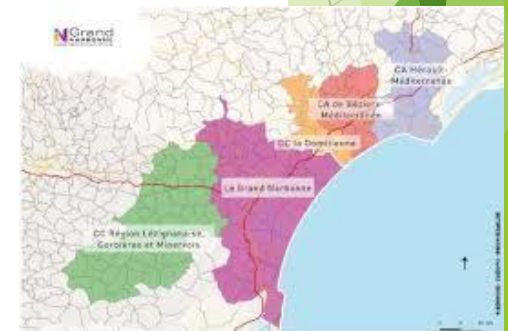 Grand
NARBONNE
CA Hérault-
Méditerranée
CA de Béziers-
Méditerranée
CC la Domitienne
Le Grand Narbonne
CC Région Lézignanaise,
Corbières et Minervois